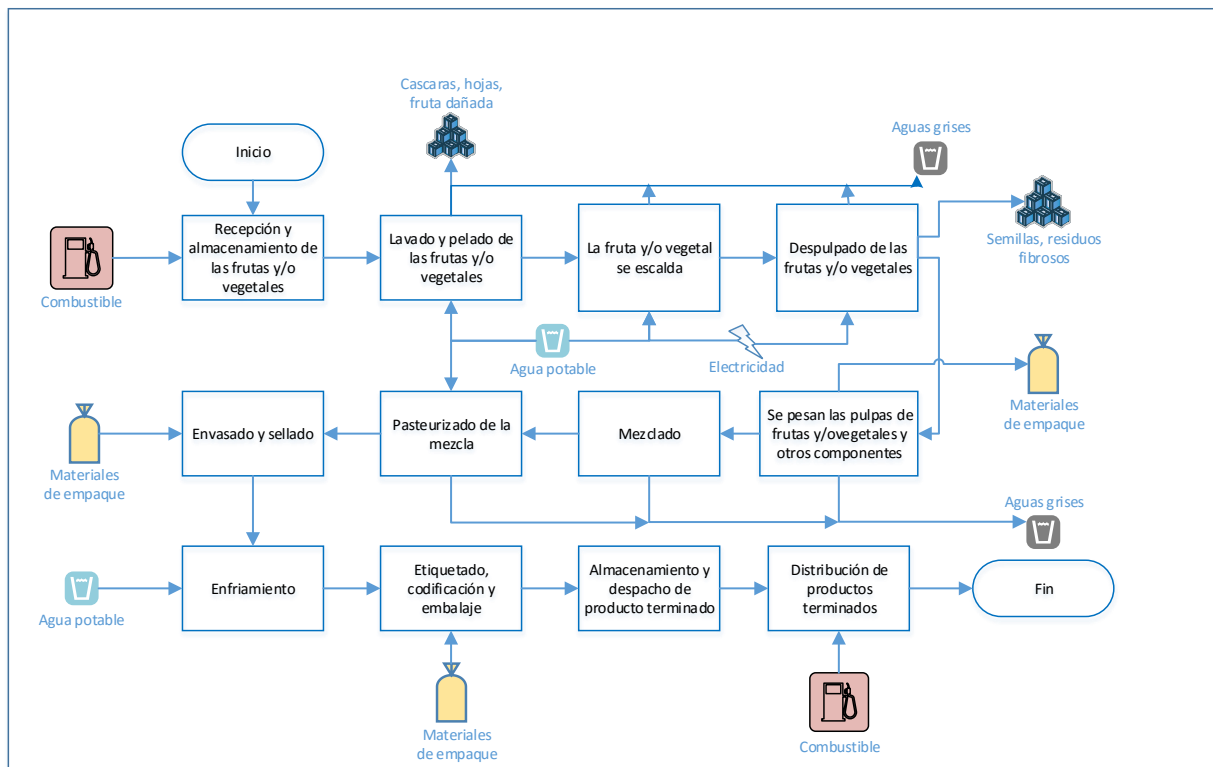 Cascaras, hojas,
fruta dañada
Aguas grises
Inicio
Recepción y
almacenamiento de
las frutas y/o
vegetales
Lavado y pelado de
las frutas y/o
vegetales
La fruta y/o vegetal
se escalda
Despulpado de las
frutas y/o vegetales
Semillas, residuos
fibrosos
Combustible
Agua potable
Electricidad
Materiales
de empaque
Envasado y sellado
Pasteurizado de la
mezcla
Mezclado
Se pesan las pulpas de
frutas y/ovegetales y
otros componentes
Materiales
de empaque
Aguas grises
Enfriamiento
Etiquetado,
codificación y
embalaje
Almacenamiento y
despacho de
producto terminado
Distribución de
productos
terminados
Fin
Agua potable
Materiales
de empaque
Combustible